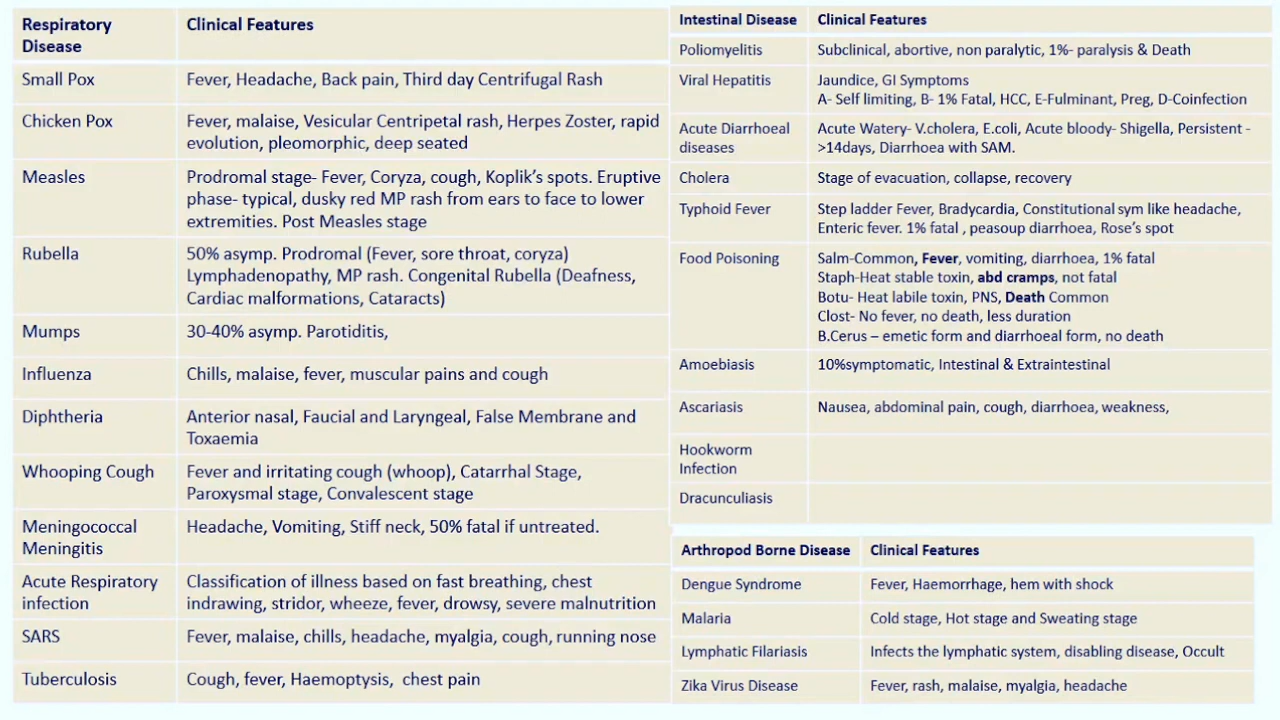 Respiratory
Disease
Clinical Features
Small Pox
Fever, Headache, Back pain, Third day Centrifugal Rash
Chicken Pox
Fever, malaise, Vesicular Centripetal rash, Herpes Zoster, rapid
evolution, pleomorphic, deep seated
Measles
Prodromal stage- Fever, Coryza, cough, Koplik's spots. Eruptive
phase- typical, dusky red MP rash from ears to face to lower
extremities. Post Measles stage
Rubella
50% asymp. Prodromal (Fever, sore throat, coryza)
Lymphadenopathy, MP rash. Congenital Rubella (Deafness,
Cardiac malformations, Cataracts)
Mumps
30-40% asymp. Parotiditis,
Influenza
Chills, malaise, fever, muscular pains and cough
Diphtheria
Anterior nasal, Faucial and Laryngeal, False Membrane and
Toxaemia
Whooping Cough
Fever and irritating cough (whoop), Catarrhal Stage,
Paroxysmal stage, Convalescent stage
Meningococcal
Meningitis
Headache, Vomiting, Stiff neck, 50% fatal if untreated.
Acute Respiratory
infection
Classification of illness based on fast breathing, chest
indrawing, stridor, wheeze, fever, drowsy, severe malnutrition
SARS
Fever, malaise, chills, headache, myalgia, cough, running nose
Tuberculosis
Cough, fever, Haemoptysis, chest pain
Intestinal Disease
Clinical Features
Poliomyelitis
Subclinical, abortive, non paralytic, 1%- paralysis & Death
Viral Hepatitis
Jaundice, GI Symptoms
A- Self limiting, B- 1% Fatal, HCC, E-Fulminant, Preg, D-Coinfection
Acute Diarrhoeal
diseases
Acute Watery- V.cholera, E.coli, Acute bloody- Shigella, Persistent -
>14days, Diarrhoea with SAM.
Cholera
Stage of evacuation, collapse, recovery
Typhoid Fever
Step ladder Fever, Bradycardia, Constitutional sym like headache,
Enteric fever. 1% fatal , peasoup diarrhoea, Rose's spot
Food Poisoning
Salm-Common, Fever, vomiting, diarrhoea, 1% fatal
Staph-Heat stable toxin, abd cramps, not fatal
Botu- Heat labile toxin, PNS, Death Common
Clost- No fever, no death, less duration
B.Cerus – emetic form and diarrhoeal form, no death
Amoebiasis
10%symptomatic, Intestinal & Extraintestinal
Ascariasis
Nausea, abdominal pain, cough, diarrhoea, weakness,
Hookworm
Infection
Dracunculiasis
Arthropod Borne Disease
Clinical Features
Dengue Syndrome
Fever, Haemorrhage, hem with shock
Malaria
Cold stage, Hot stage and Sweating stage
Lymphatic Filariasis
Infects the lymphatic system, disabling disease, Occult
Zika Virus Disease
Fever, rash, malaise, myalgia, headache